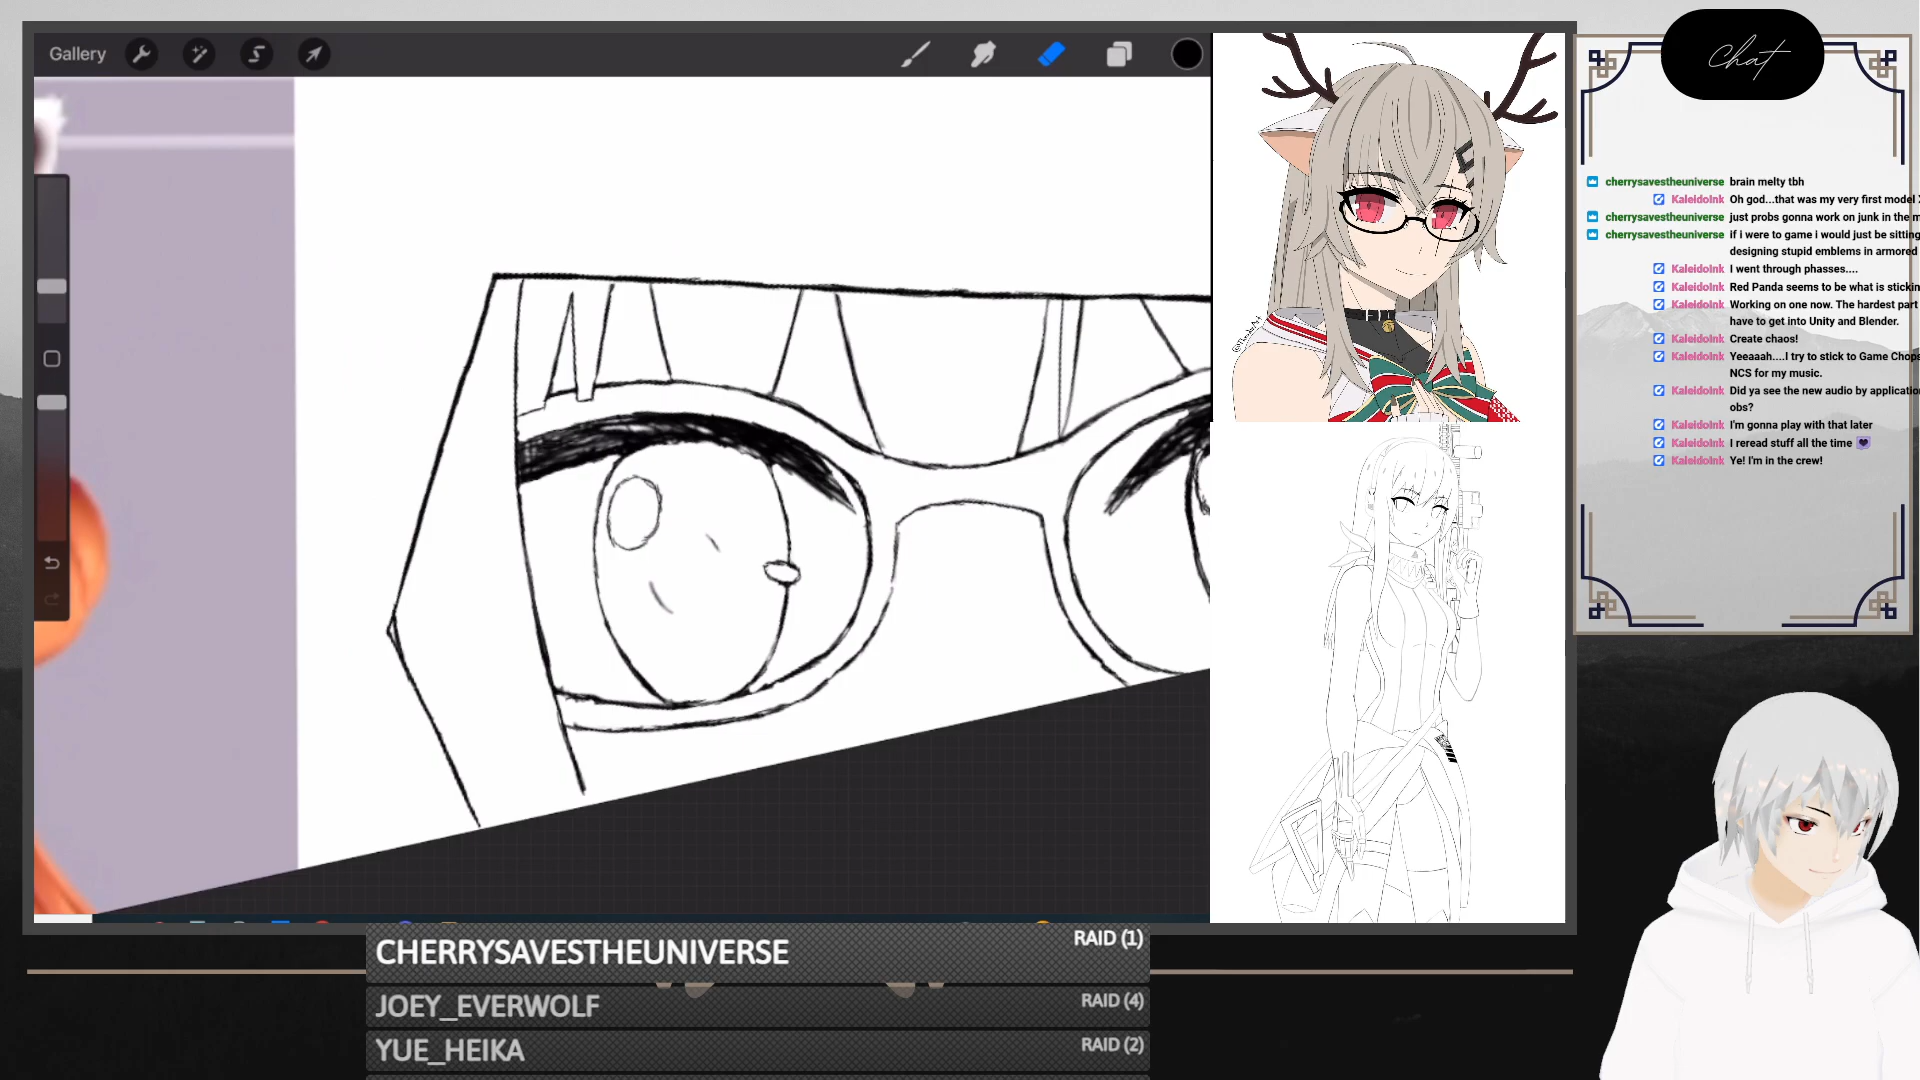 Gallery
Chat
cherrysavestheuniverse brain melty tbh
KaleidoInk Oh god...that was my very first model
cherrysavestheuniverse just probs gonna work on junk in the
cherrysavestheuniverse if i were to game i would just be sitting
designing stupid emblems in armored
KaleidoInk I went through phasses....
KaleidoInk Red Panda seems to be what is
KaleidoInk Working on one now. The hardest part
have to get into Unity and Blender.
KaleidoInk Create chaos!
KaleidoInk Yeeaaah....I try to stick to Game
NCS for my music.
KaleidoInk Did ya see the new audio by
obs?
KaleidoInk I'm gonna play with that later
KaleidoInk I reread stuff all the time
KaleidoInk Ye! I'm in the crew!
CHERRYSAVESTHEUNIVERSE RAID (1)
JOEY_EVERWOLF RAID (4)
YUE_HEIKA RAID (2)